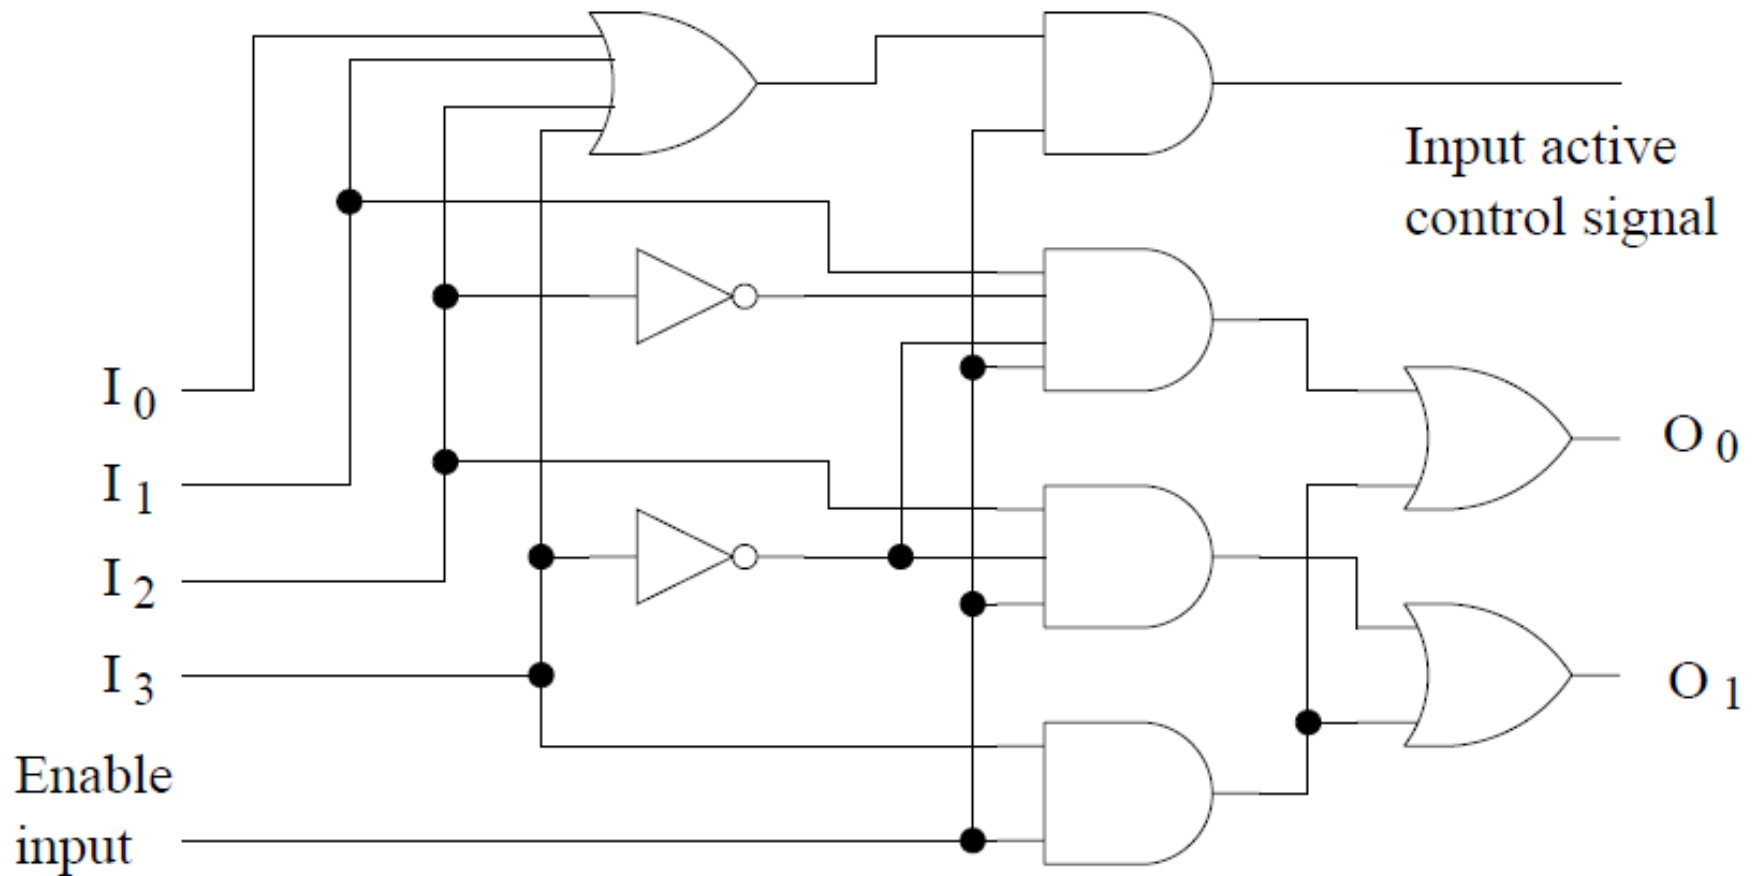 Input active
control signal
I 0
O 0
I 1
I 2
I 3
O 1
Enable
input